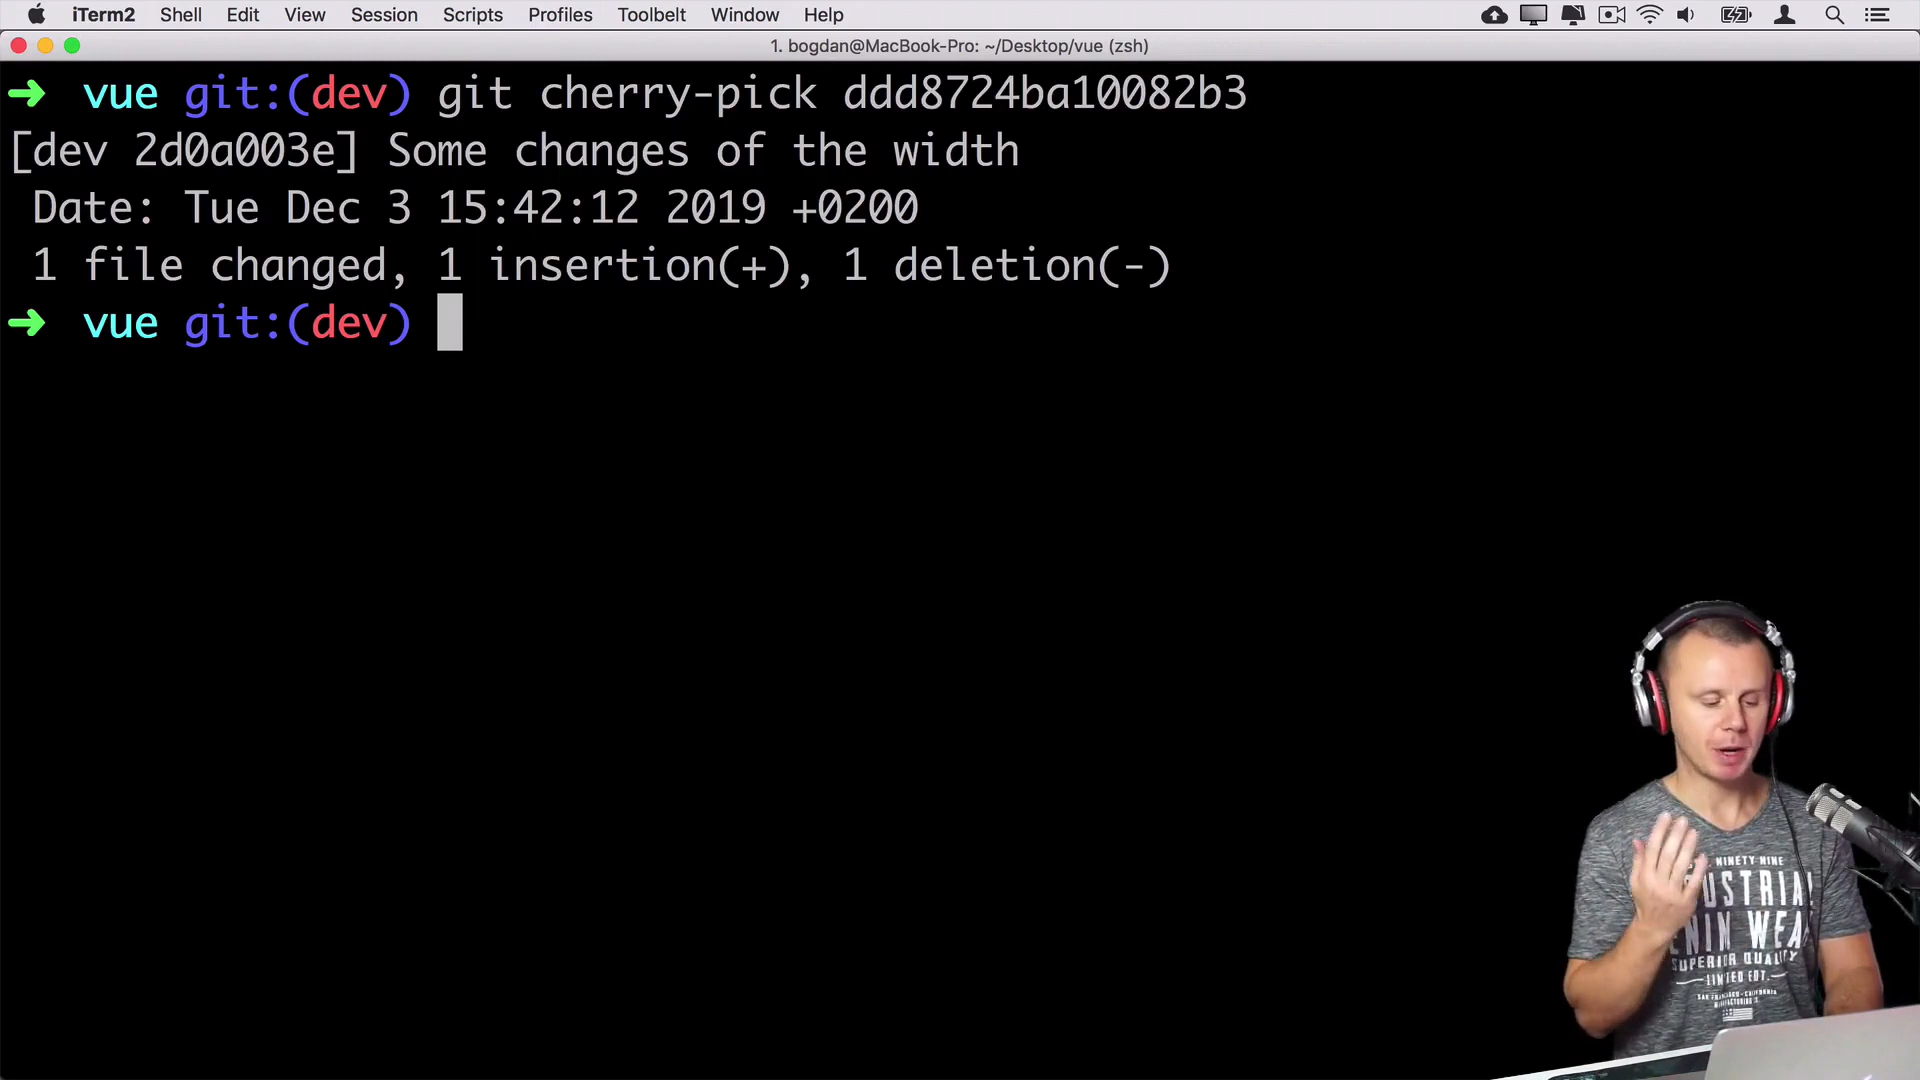 iTerm2 Shell Edit View Session Scripts Profiles Toolbelt Window Help
1. bogdan@MacBook-Pro: ~/Desktop/vue (zsh)
➜ vue git:(dev) git cherry-pick ddd8724ba10082b3
[dev 2d0a003e] Some changes of the width
Date: Tue Dec 3 15:42:12 2019 +0200
1 file changed, 1 insertion(+), 1 deletion(-)
➜ vue git:(dev)
NINETY NINE
SUPERIOR QUALITY
LIMITED EDT.